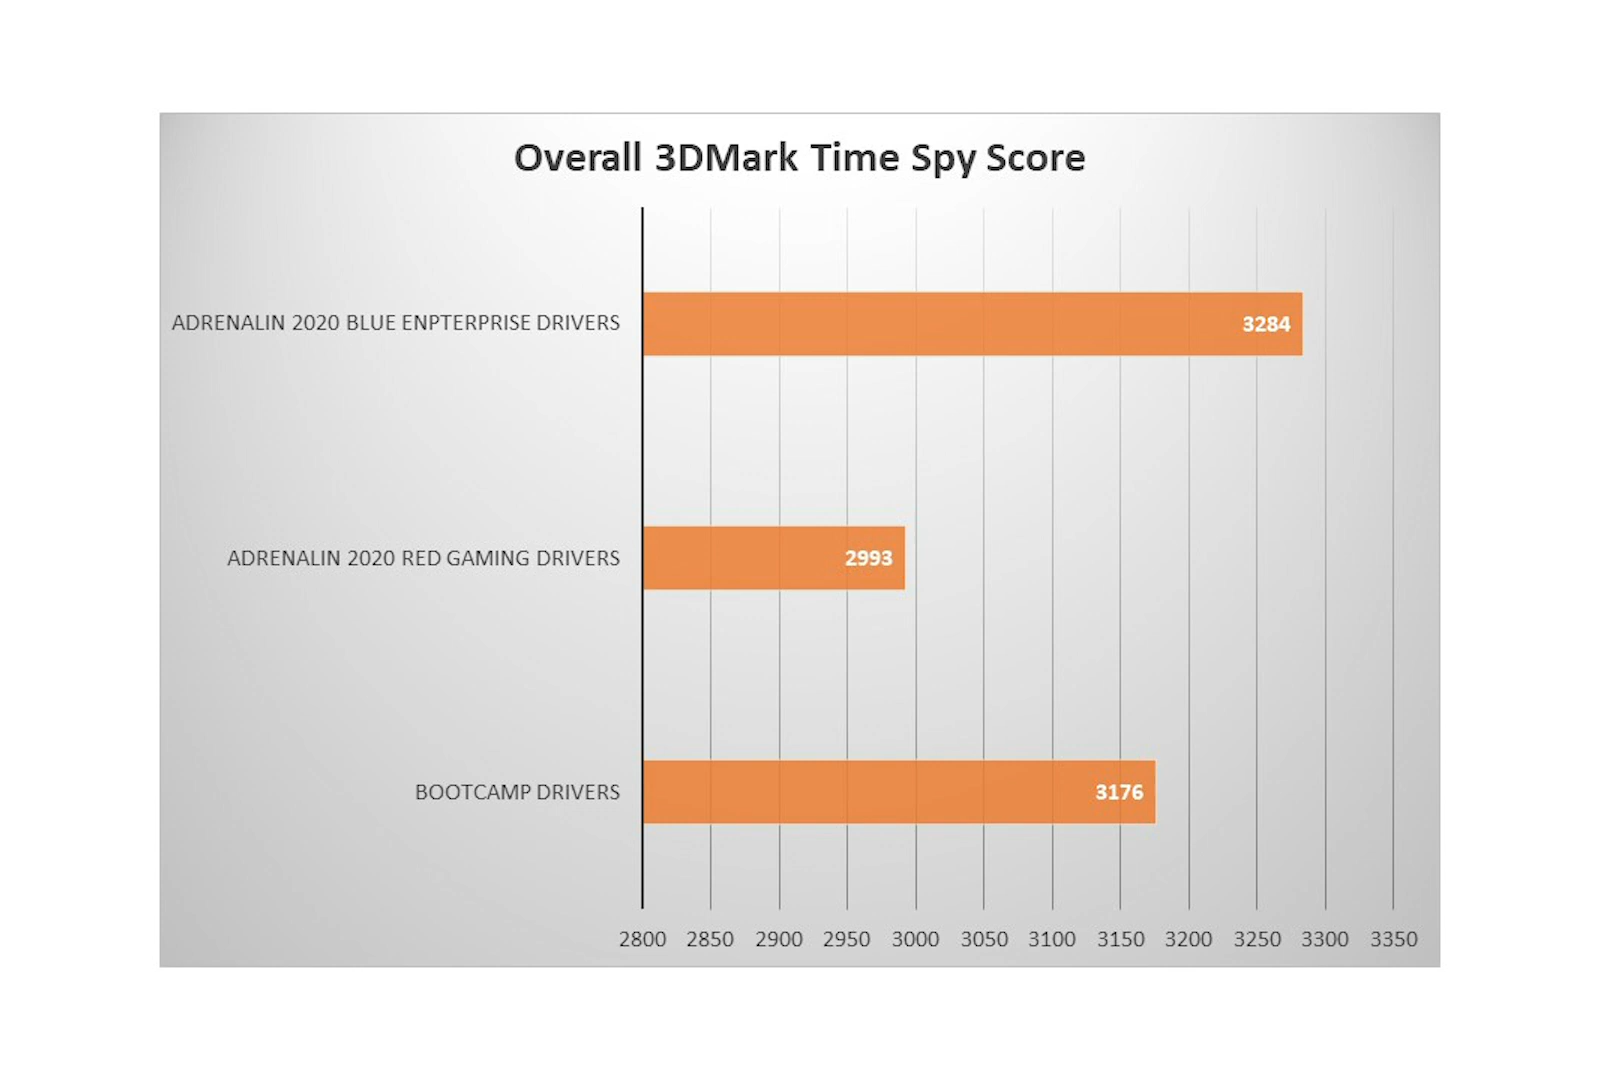 Overall 3DMark Time Spy Score
ADRENALIN 2020 BLUE ENPTERPRISE DRIVERS
3284
ADRENALIN 2020 RED GAMING DRIVERS
2993
BOOTCAMP DRIVERS
3176
2800 2850 2900 2950 3000 3050 3100 3150 3200 3250 3300 3350